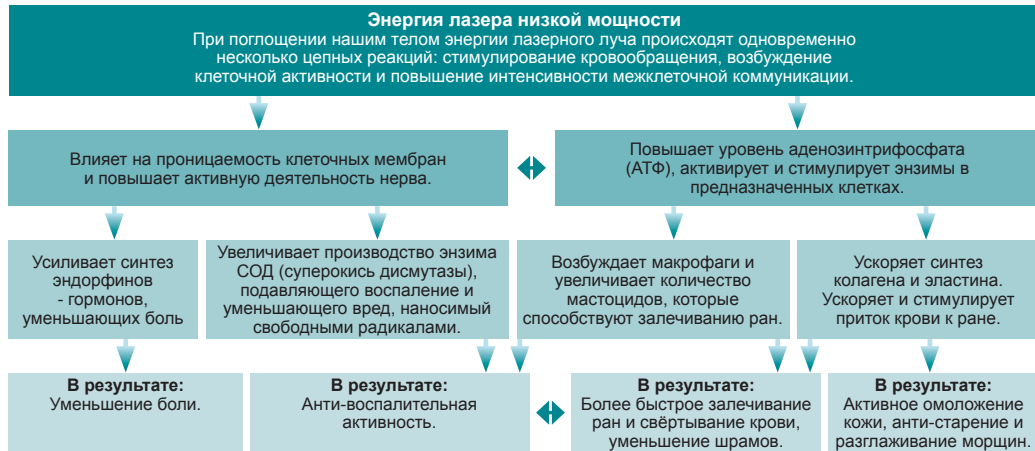 Энергия лазера низкой мощности
При поглощении нашим телом энергии лазерного луча происходят одновременно
несколько цепных реакций: стимулирование кровообращения, возбуждение
клеточной активности и повышение интенсивности межклеточной коммуникации.
Влияет на проницаемость клеточных мембран
и повышает активную деятельность нерва.
Повышает уровень аденозинтрифосфата
(АТФ), активирует и стимулирует энзимы в
предназначенных клетках.
Усиливает синтез
эндорфинов
- гормонов,
уменьшающих боль
Увеличивает производство энзима
СОД (суперокись дисмутазы),
подавляющего воспаление и
уменьшающего вред, наносимый
свободными радикалами.
Возбуждает макрофаги и
увеличивает количество
мастоцидов, которые
способствуют залечиванию ран.
Ускоряет синтез
колагена и эластина.
Ускоряет и стимулирует
приток крови к ране.
В результате:
Уменьшение боли.
В результате:
Анти-воспалительная
активность.
В результате:
Более быстрое залечивание
ран и свёртывание крови,
уменьшение шрамов.
В результате:
Активное омоложение
кожи, анти-старение и
разглаживание морщин.